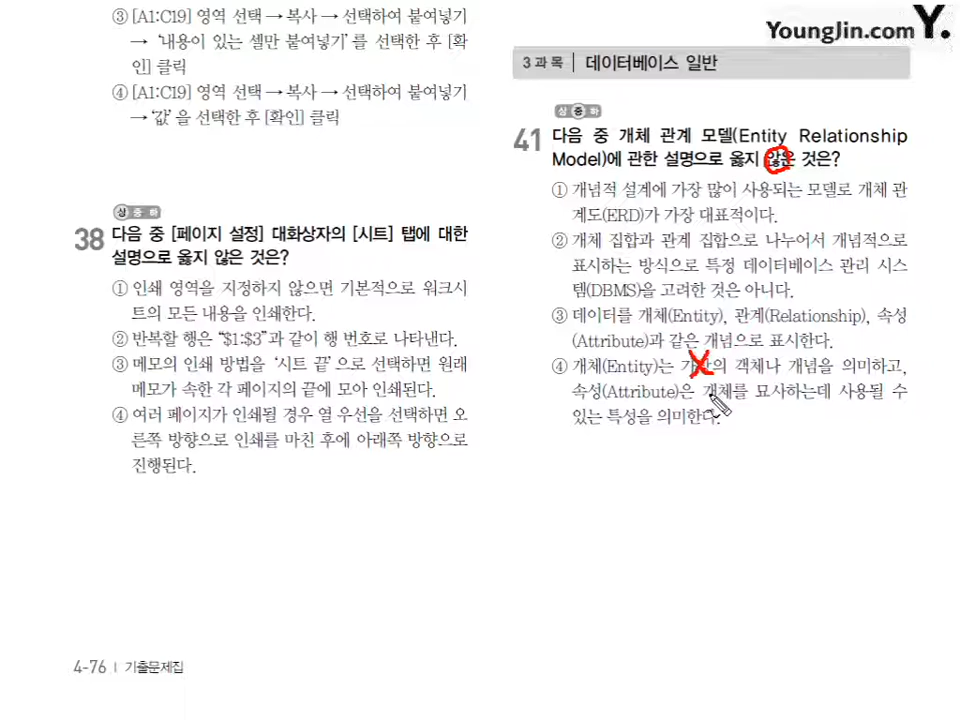 ③ [A1:C19] 영역 선택 → 복사 → 선택하여 붙여넣기
→ ‘내용이 있는 셀만 붙여넣기’를 선택한 후 [확
인] 클릭
④ [A1:C19] 영역 선택 → 복사 → 선택하여 붙여넣기
→ ‘값’을 선택한 후 [확인] 클릭
상 중 하
38 다음 중 [페이지 설정] 대화상자의 [시트] 탭에 대한
설명으로 옳지 않은 것은?
① 인쇄 영역을 지정하지 않으면 기본적으로 워크시
트의 모든 내용을 인쇄한다.
② 반복할 행은 “$1:$3”과 같이 행 번호로 나타낸다.
③ 메모의 인쇄 방법을 ‘시트 끝’으로 선택하면 원래
메모가 속한 각 페이지의 끝에 모아 인쇄된다.
④ 여러 페이지가 인쇄될 경우 열 우선을 선택하면 오
른쪽 방향으로 인쇄를 마친 후에 아래쪽 방향으로
진행된다.
4-76 | 기출문제집
YoungJin.com Y.
3과목 | 데이터베이스 일반
상 중 하
41 다음 중 개체 관계 모델(Entity Relationship
Model)에 관한 설명으로 옳지 않은 것은?
① 개념적 설계에 가장 많이 사용되는 모델로 개체 관
계도(ERD)가 가장 대표적이다.
② 개체 집합과 관계 집합으로 나누어서 개념적으로
표시하는 방식으로 특정 데이터베이스 관리 시스
템(DBMS)을 고려한 것은 아니다.
③ 데이터를 개체(Entity), 관계(Relationship), 속성
(Attribute)과 같은 개념으로 표시한다.
④ 개체(Entity)는 가상의 객체나 개념을 의미하고,
속성(Attribute)은 개체를 묘사하는데 사용될 수
있는 특성을 의미한다.